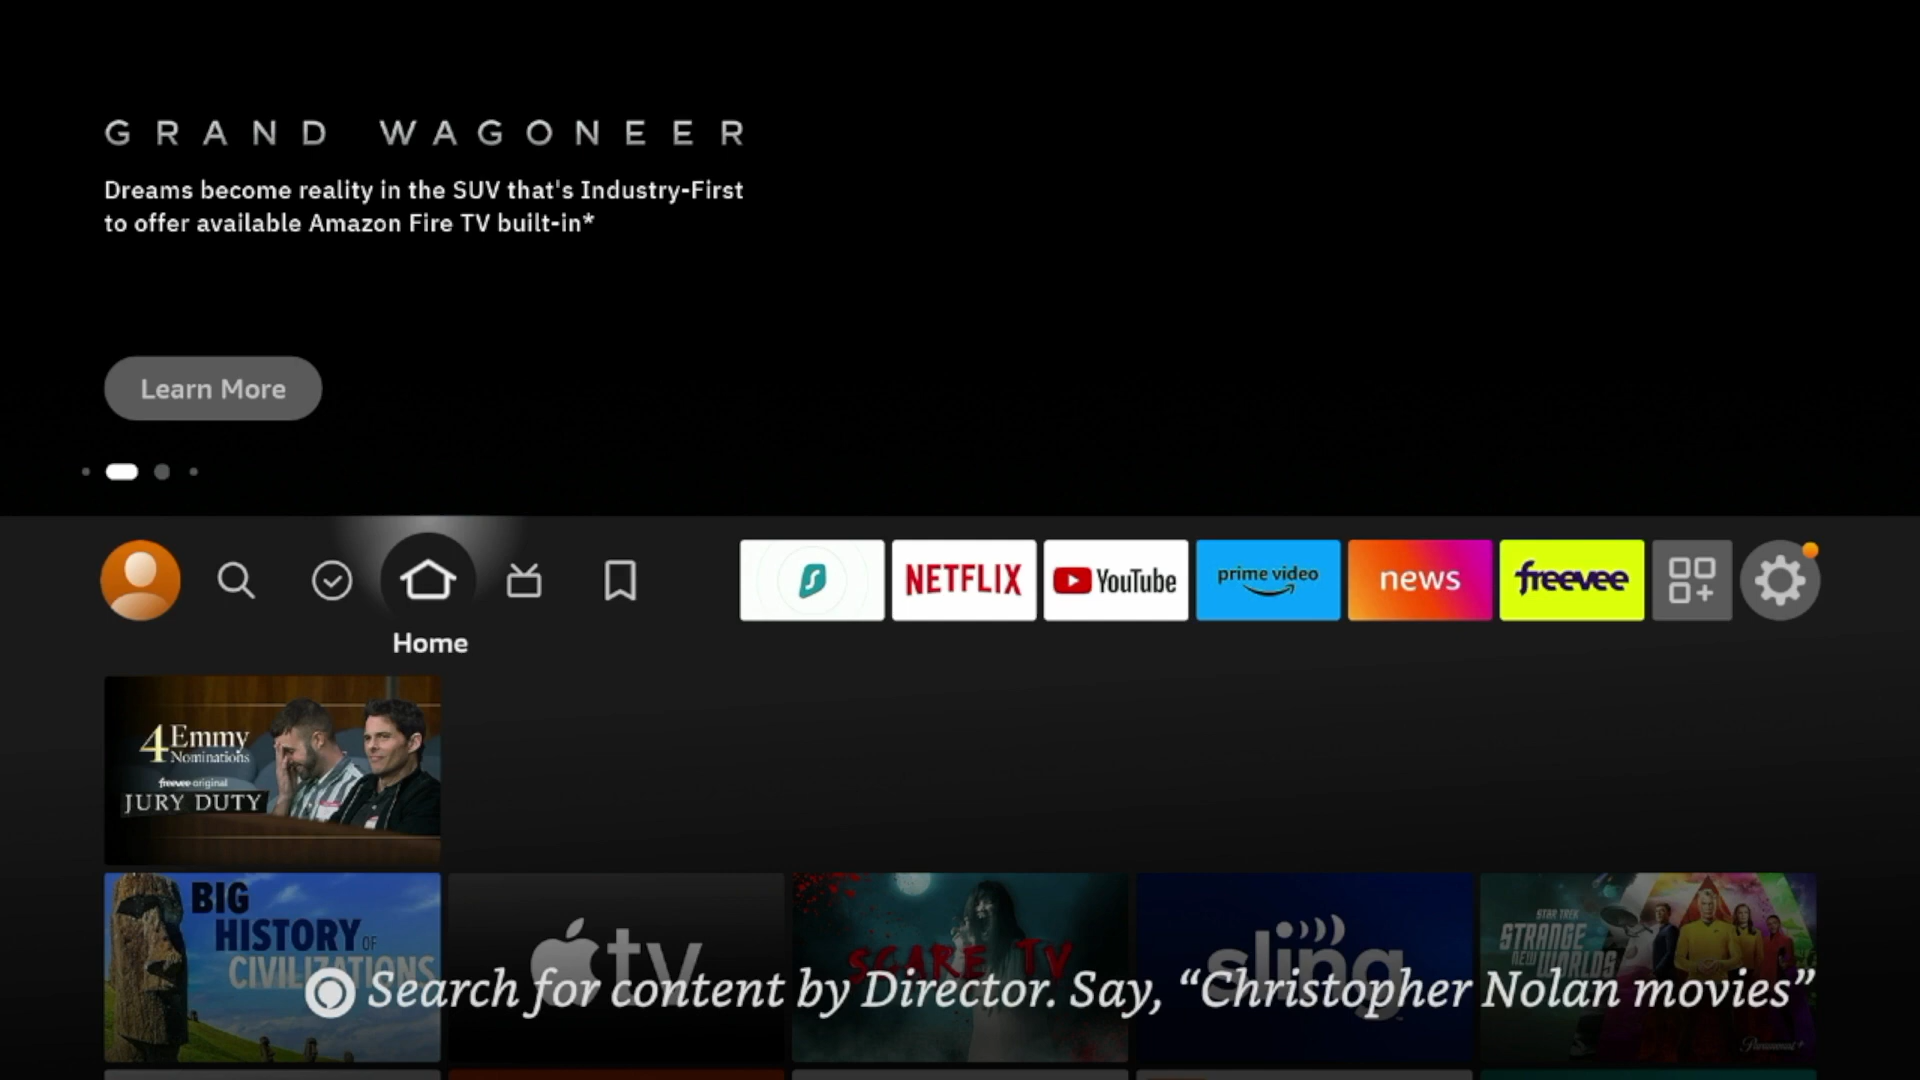 GRAND WAGONEER
Dreams become reality in the SUV that's Industry-First
to offer available Amazon Fire TV built-in*
Learn More
NETFLIX
YouTube
prime video
news
freevee
Home
4 Emmy
Nominations
freevee original
JURY DUTY
BIG
HISTORY OF
CIVILIZATIONS
tv
SCARE TV
sling
STAR TREK
STRANGE
NEW WORLDS
Paramount+
Search for content by Director. Say, “Christopher Nolan movies”